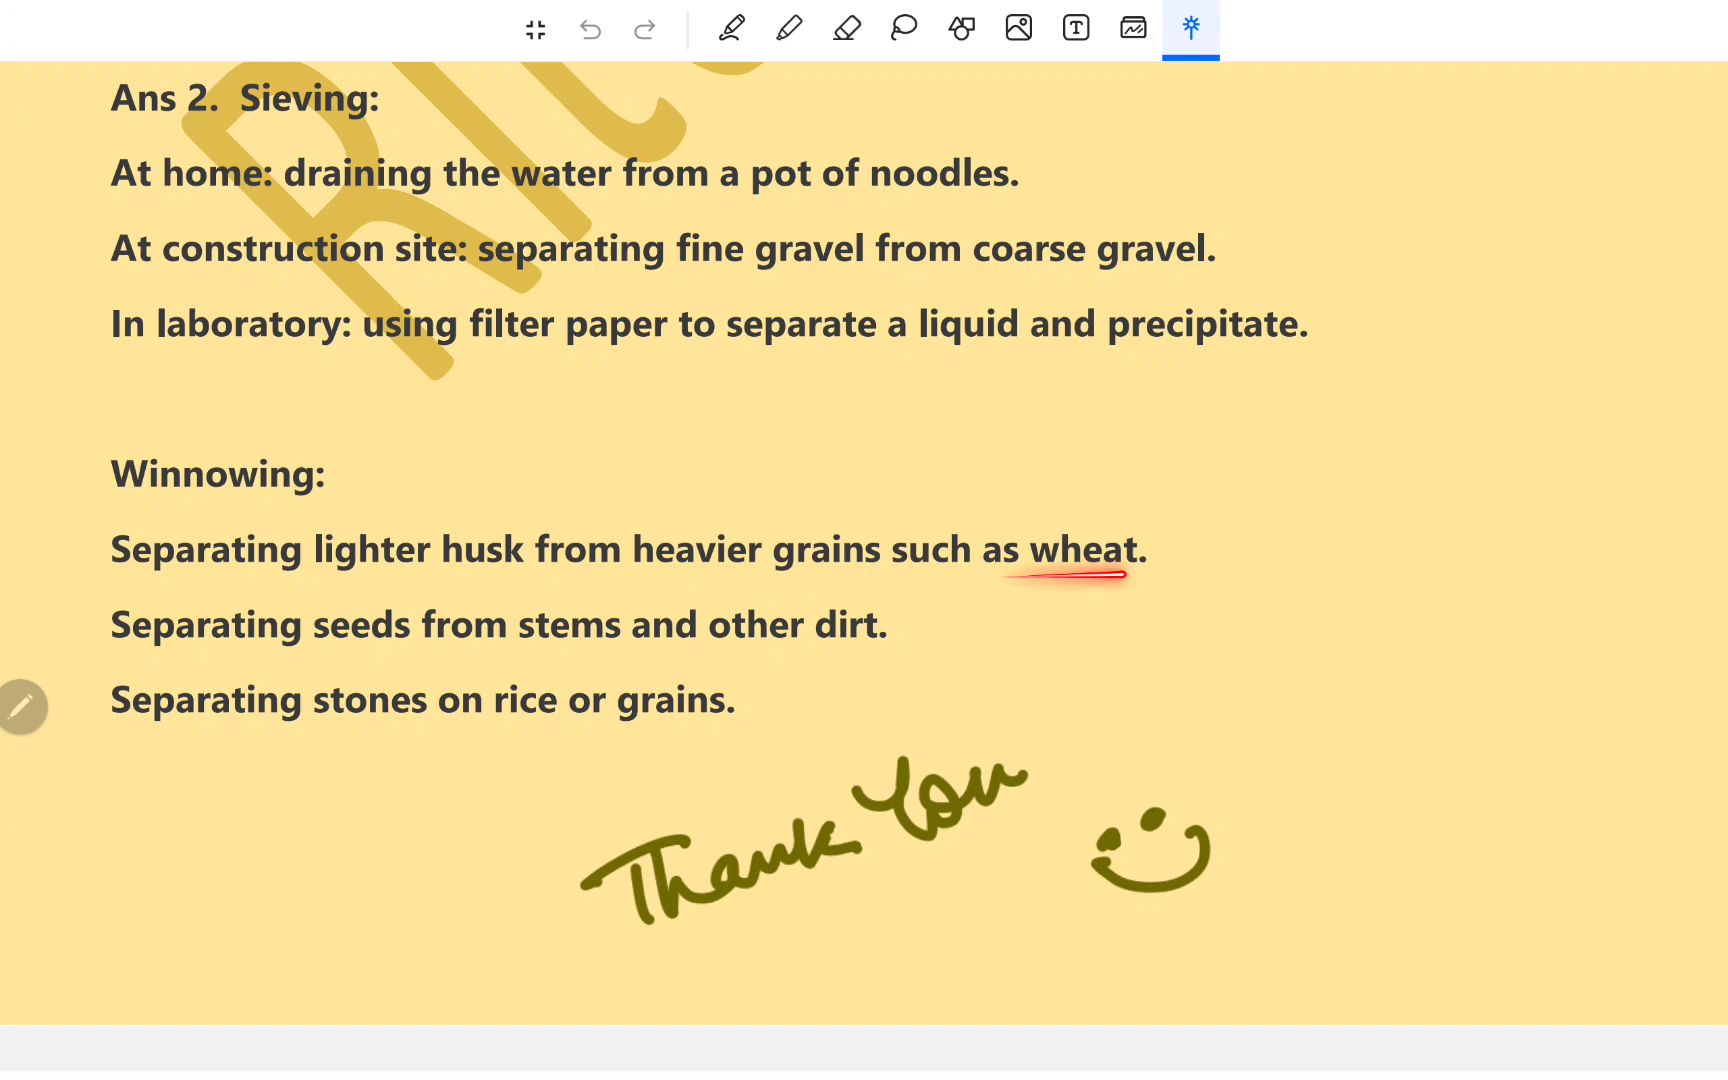 Ans 2.  Sieving:
At home: draining the water from a pot of noodles.
At construction site: separating fine gravel from coarse gravel.
In laboratory: using filter paper to separate a liquid and precipitate.
Winnowing:
Separating lighter husk from heavier grains such as wheat.
Separating seeds from stems and other dirt.
Separating stones on rice or grains.
Thank You